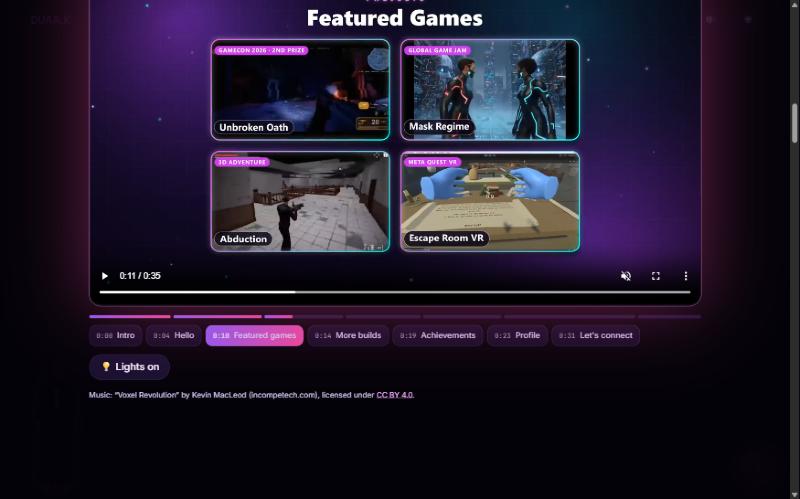 Featured Games
GAMECON 2026 · 2ND PRIZE
Unbroken Oath
GLOBAL GAME JAM
Mask Regime
3D ADVENTURE
Abduction
META QUEST VR
Escape Room VR
0:11 / 0:35
0:00 Intro
0:04 Hello
0:10 Featured games
0:14 More builds
0:19 Achievements
0:23 Profile
0:31 Let's connect
💡 Lights on
Music: "Voxel Revolution" by Kevin MacLeod (incompetech.com), licensed under CC BY 4.0.